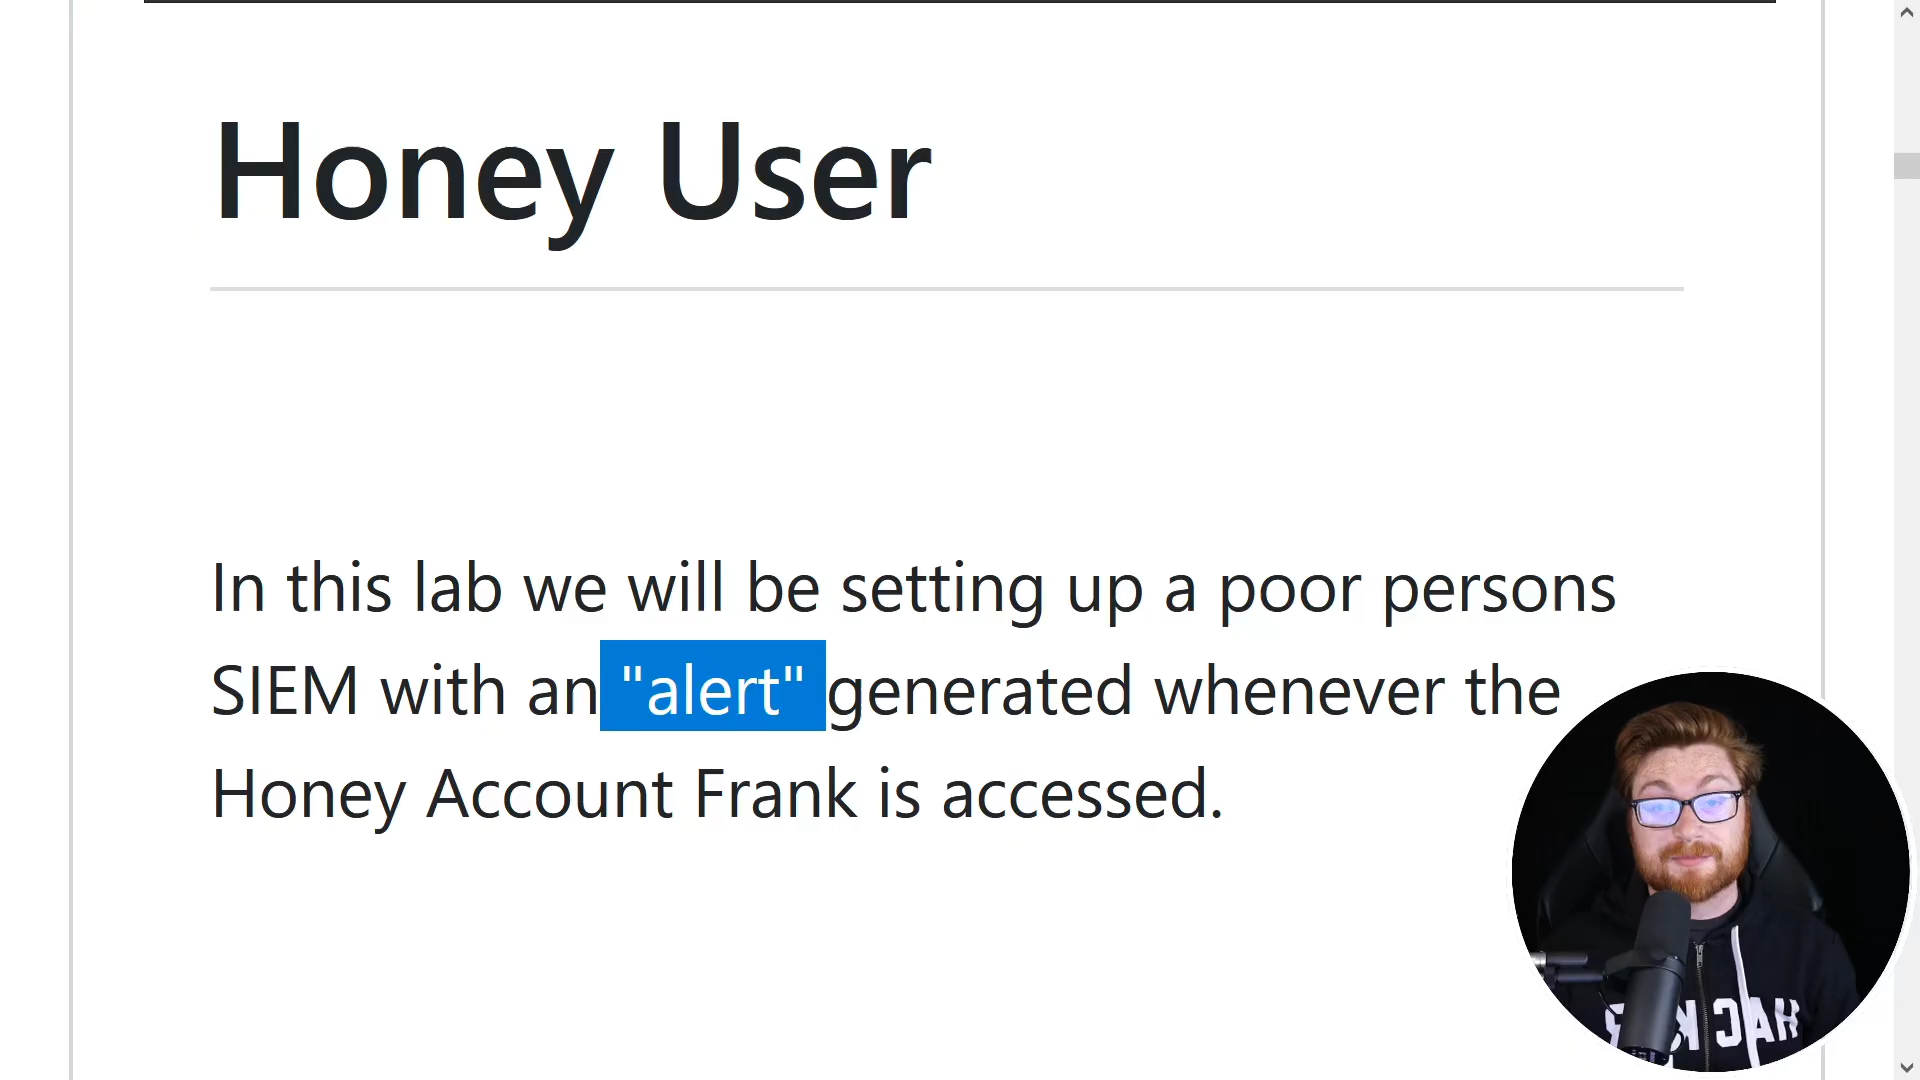 Honey User
In this lab we will be setting up a poor persons
SIEM with an "alert" generated whenever the
Honey Account Frank is accessed.